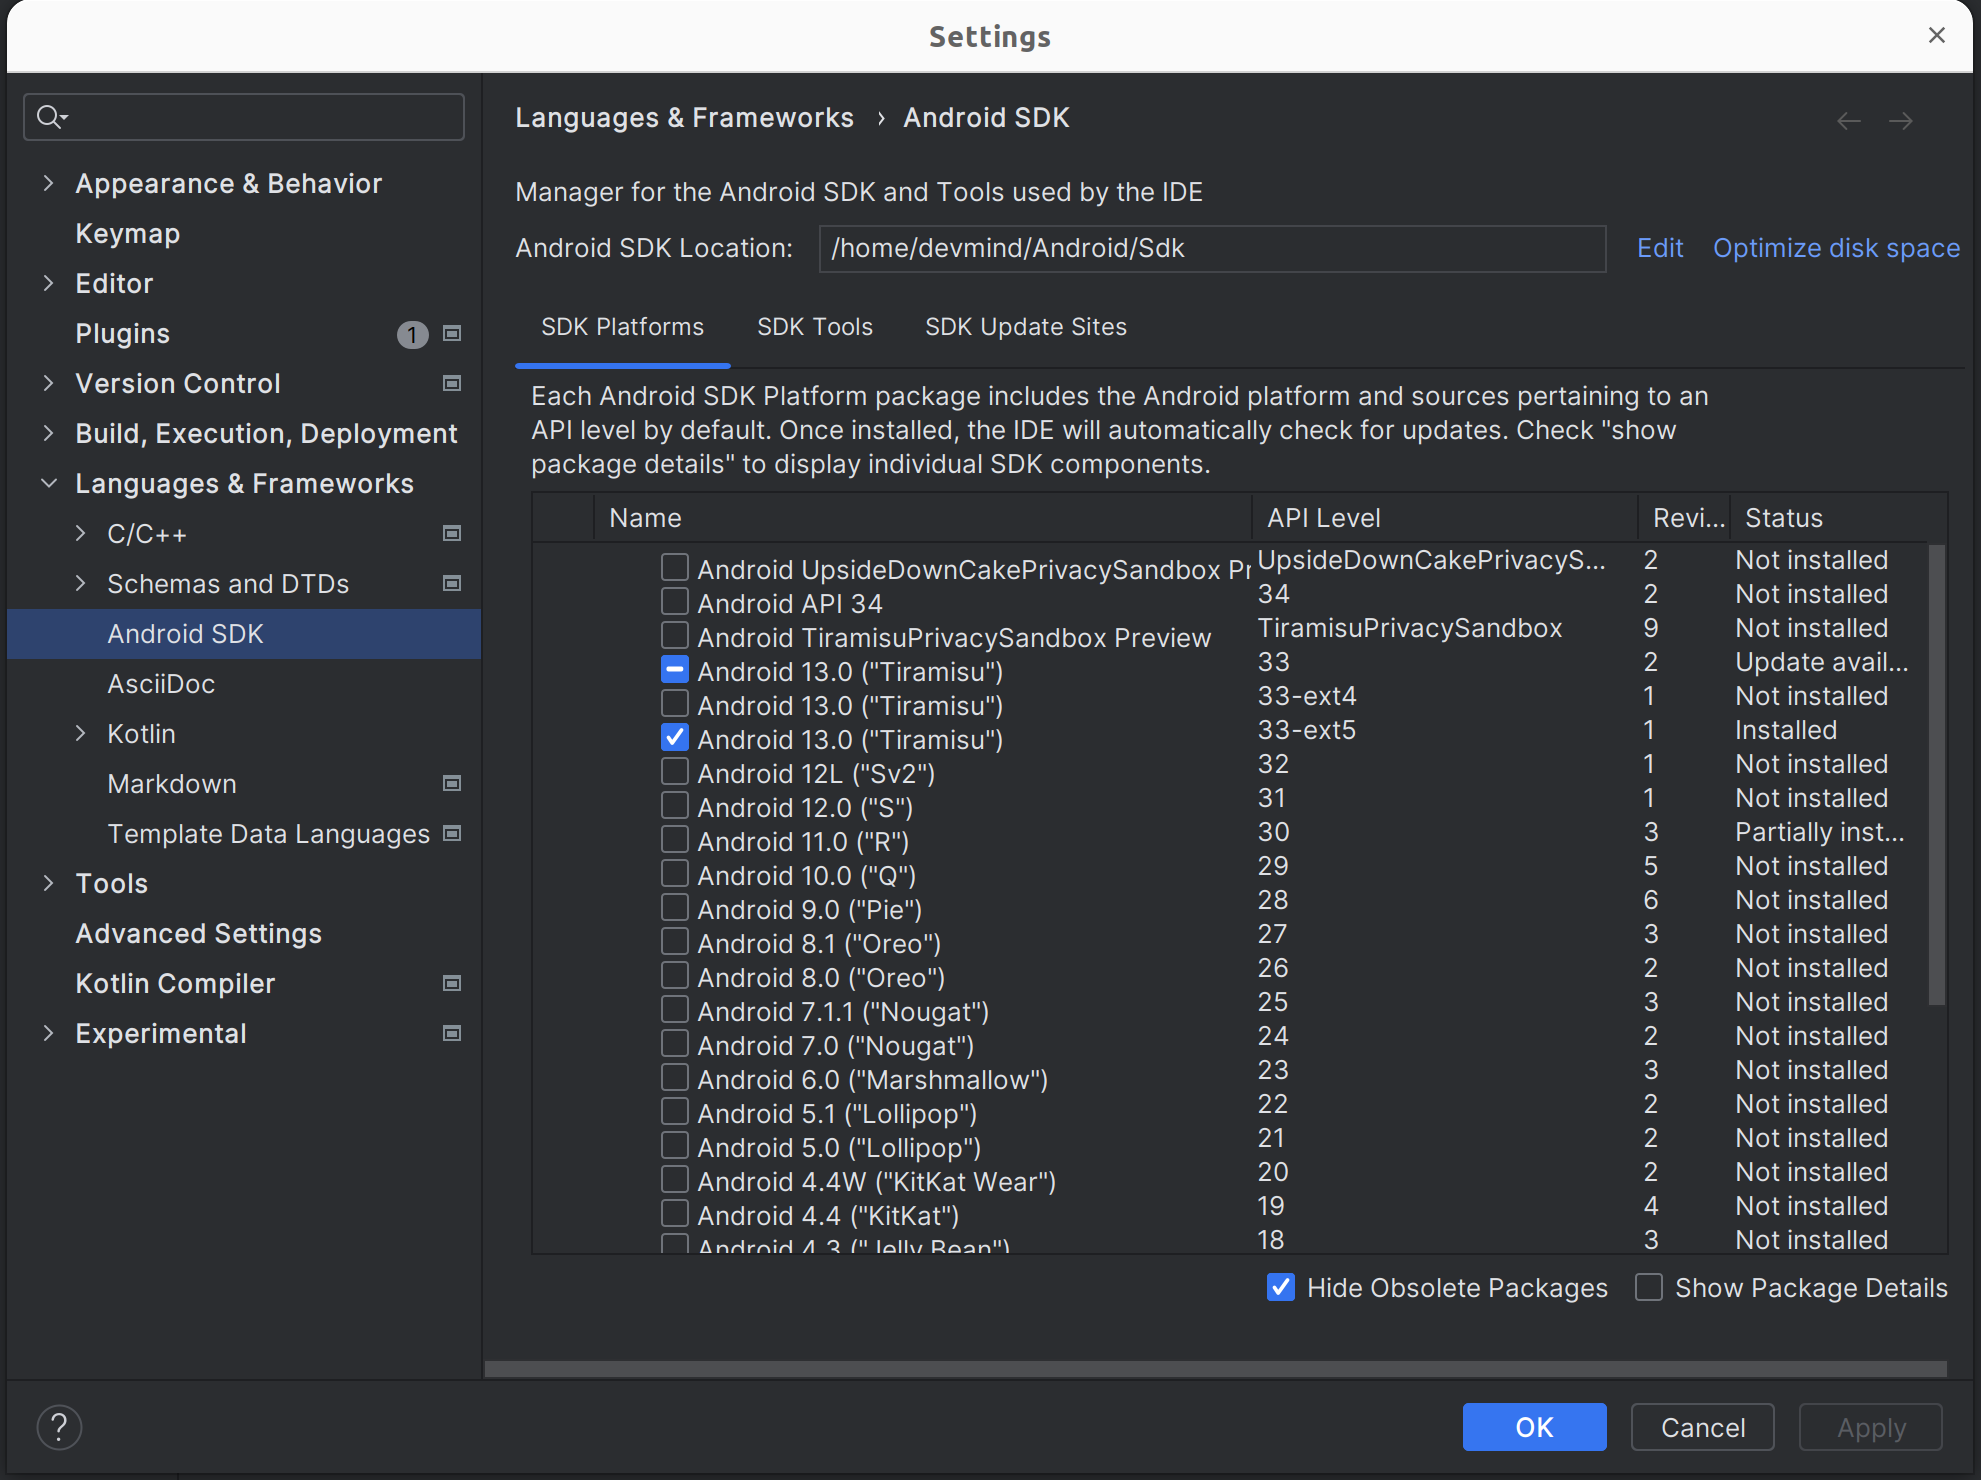 Settings
Languages & Frameworks › Android SDK
Appearance & Behavior
Keymap
Editor
Plugins 1
Version Control
Build, Execution, Deployment
Languages & Frameworks
C/C++
Schemas and DTDs
Android SDK
AsciiDoc
Kotlin
Markdown
Template Data Languages
Tools
Advanced Settings
Kotlin Compiler
Experimental
Manager for the Android SDK and Tools used by the IDE
Android SDK Location: /home/devmind/Android/Sdk Edit Optimize disk space
SDK Platforms SDK Tools SDK Update Sites
Each Android SDK Platform package includes the Android platform and sources pertaining to an
API level by default. Once installed, the IDE will automatically check for updates. Check "show
package details" to display individual SDK components.
Name API Level Revi... Status
Android UpsideDownCakePrivacySandbox Pr UpsideDownCakePrivacyS... 2 Not installed
Android API 34 34 2 Not installed
Android TiramisuPrivacySandbox Preview TiramisuPrivacySandbox 9 Not installed
Android 13.0 ("Tiramisu") 33 2 Update avail...
Android 13.0 ("Tiramisu") 33-ext4 1 Not installed
Android 13.0 ("Tiramisu") 33-ext5 1 Installed
Android 12L ("Sv2") 32 1 Not installed
Android 12.0 ("S") 31 1 Not installed
Android 11.0 ("R") 30 3 Partially inst...
Android 10.0 ("Q") 29 5 Not installed
Android 9.0 ("Pie") 28 6 Not installed
Android 8.1 ("Oreo") 27 3 Not installed
Android 8.0 ("Oreo") 26 2 Not installed
Android 7.1.1 ("Nougat") 25 3 Not installed
Android 7.0 ("Nougat") 24 2 Not installed
Android 6.0 ("Marshmallow") 23 3 Not installed
Android 5.1 ("Lollipop") 22 2 Not installed
Android 5.0 ("Lollipop") 21 2 Not installed
Android 4.4W ("KitKat Wear") 20 2 Not installed
Android 4.4 ("KitKat") 19 4 Not installed
Android 4.3 ("Jelly Bean") 18 3 Not installed
Hide Obsolete Packages Show Package Details
? OK Cancel Apply